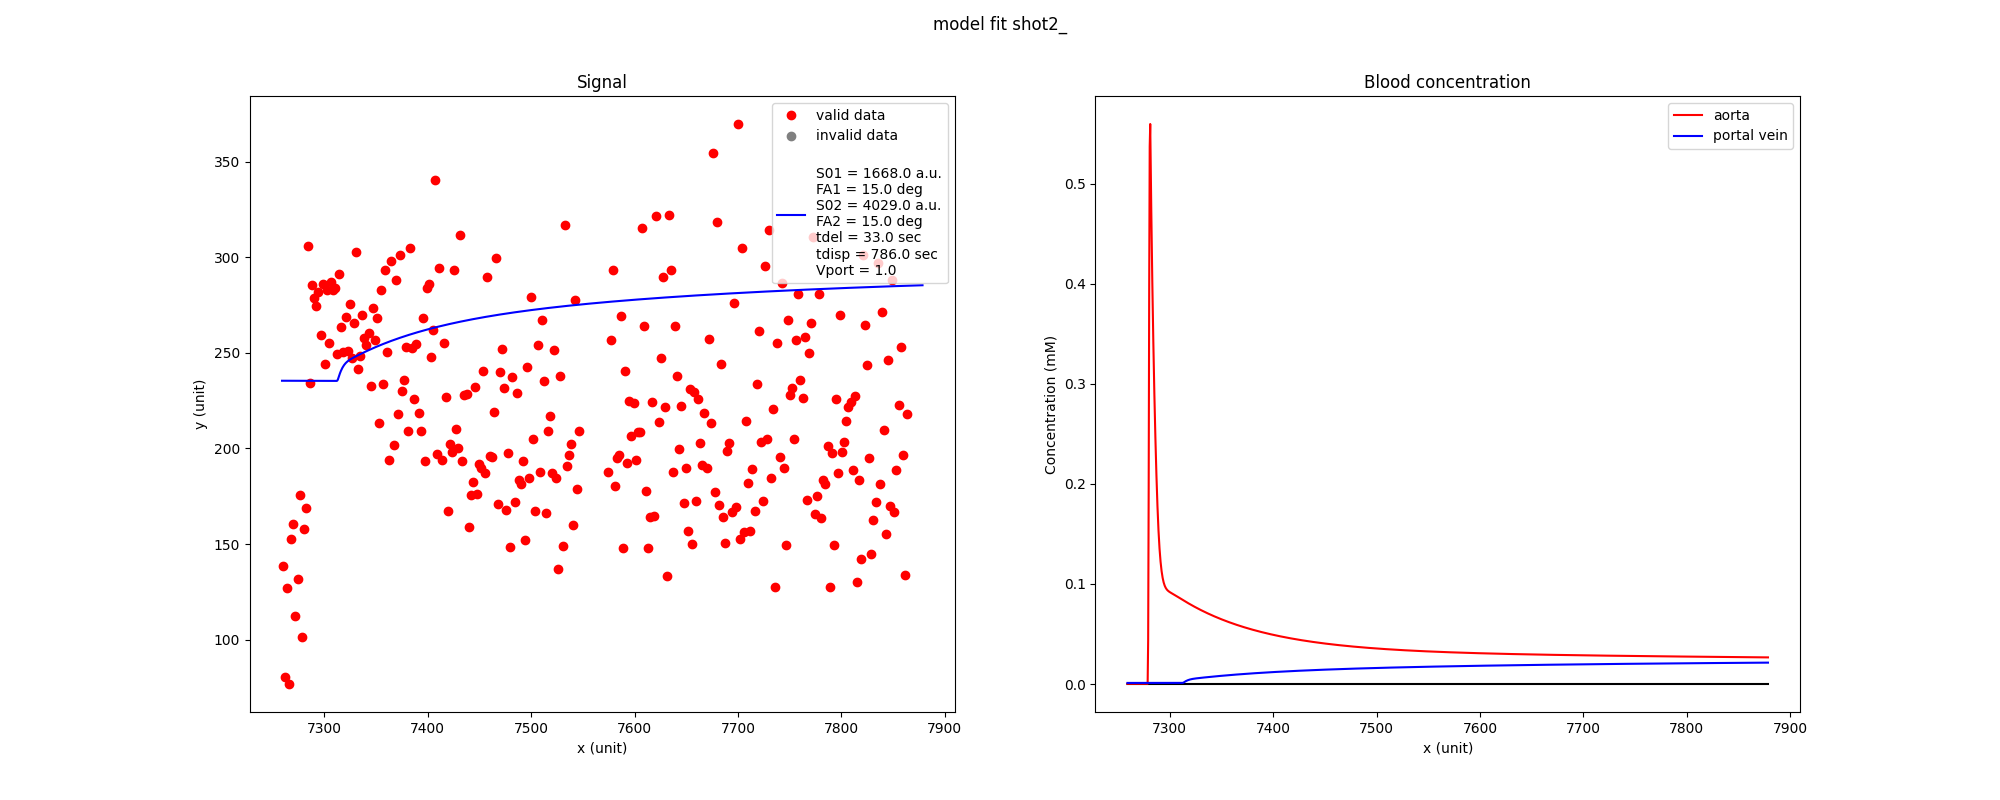 model fit shot2_
Signal
valid data
invalid data
S01 = 1668.0 a.u.
FA1 = 15.0 deg
S02 = 4029.0 a.u.
FA2 = 15.0 deg
tdel = 33.0 sec
tdisp = 786.0 sec
Vport = 1.0
350
300
250
200
150
100
y (unit)
7300 7400 7500 7600 7700 7800 7900
x (unit)
Blood concentration
aorta
portal vein
0.5
0.4
0.3
0.2
0.1
0.0
Concentration (mM)
7300 7400 7500 7600 7700 7800 7900
x (unit)